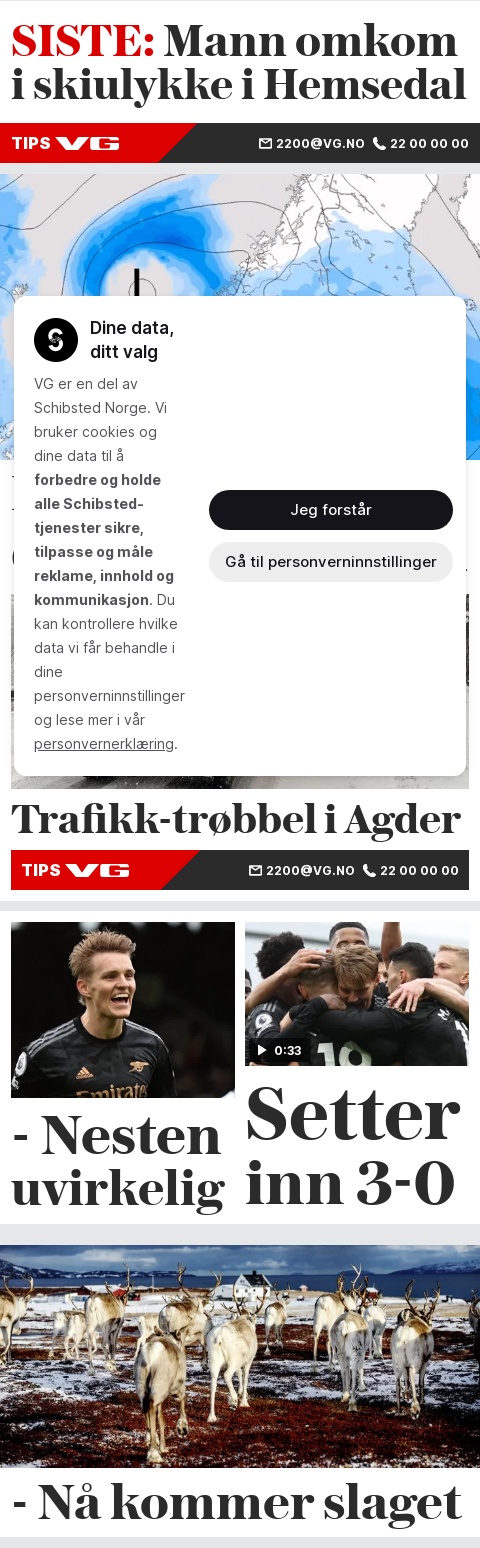 SISTE: Mann omkom
i skiulykke i Hemsedal
TIPS VG 2200@VG.NO 22 00 00 00
Dine data,
ditt valg
VG er en del av
Schibsted Norge. Vi
bruker cookies og
dine data til å
forbedre og holde
alle Schibsted-
tjenester sikre,
tilpasse og måle
reklame, innhold og
kommunikasjon. Du
kan kontrollere hvilke
data vi får behandle i
dine
personverninnstillinger
og lese mer i vår
personvernerklæring.
Jeg forstår
Gå til personverninnstillinger
Trafikk-trøbbel i Agder
TIPS VG 2200@VG.NO 22 00 00 00
- Nesten
uvirkelig
0:33
Setter
inn 3-0
- Nå kommer slaget